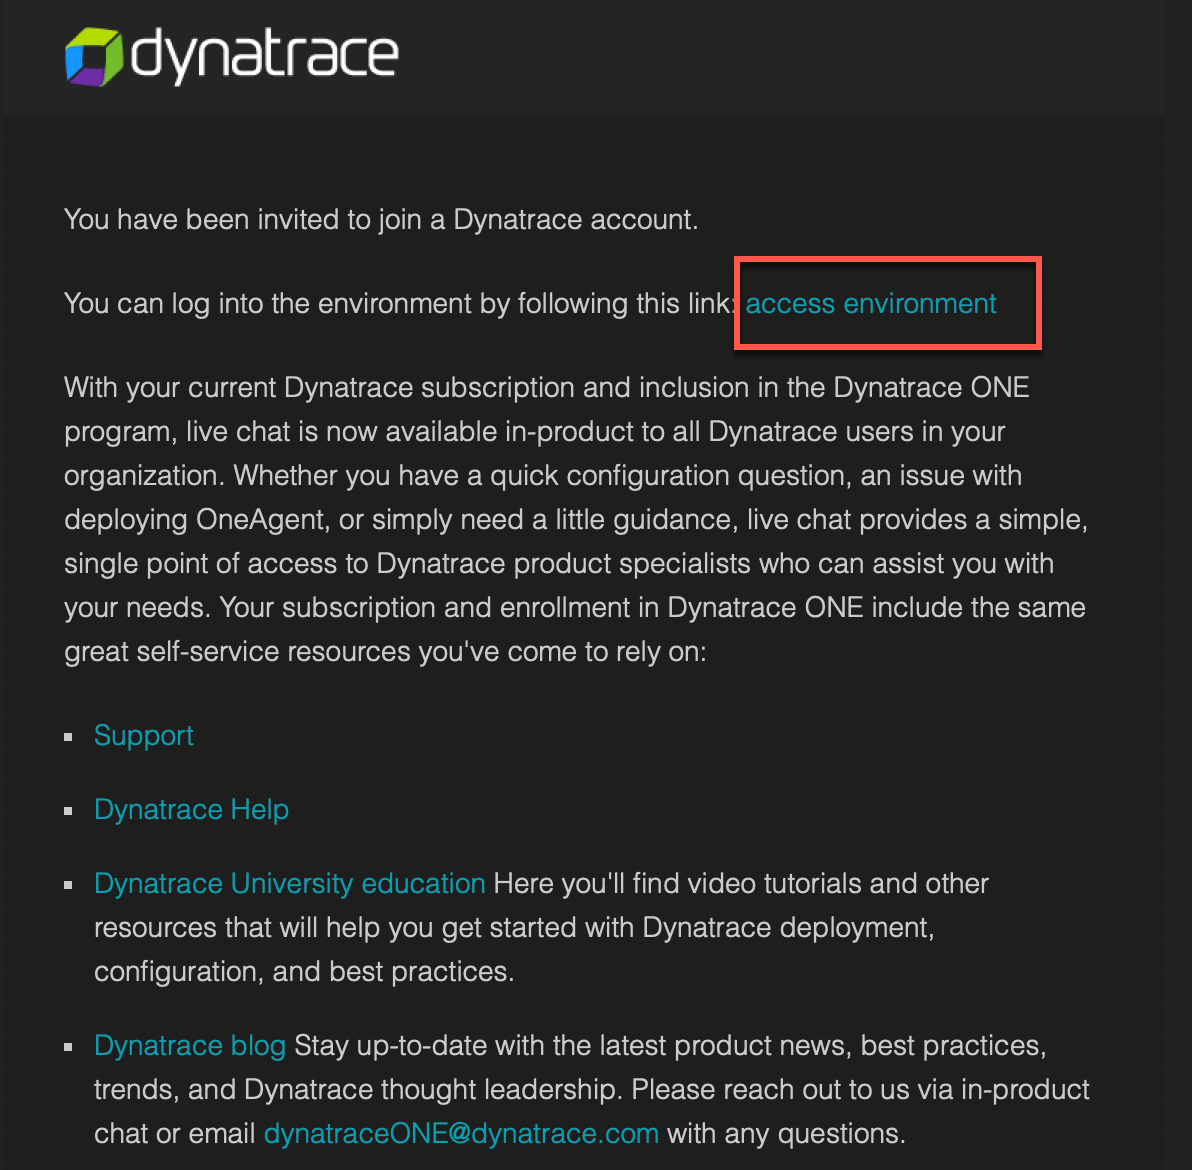 dynatrace
You have been invited to join a Dynatrace account.
You can log into the environment by following this link: access environment
With your current Dynatrace subscription and inclusion in the Dynatrace ONE
program, live chat is now available in-product to all Dynatrace users in your
organization. Whether you have a quick configuration question, an issue with
deploying OneAgent, or simply need a little guidance, live chat provides a simple,
single point of access to Dynatrace product specialists who can assist you with
your needs. Your subscription and enrollment in Dynatrace ONE include the same
great self-service resources you've come to rely on:
▪ Support
▪ Dynatrace Help
▪ Dynatrace University education Here you'll find video tutorials and other
resources that will help you get started with Dynatrace deployment,
configuration, and best practices.
▪ Dynatrace blog Stay up-to-date with the latest product news, best practices,
trends, and Dynatrace thought leadership. Please reach out to us via in-product
chat or email dynatraceONE@dynatrace.com with any questions.